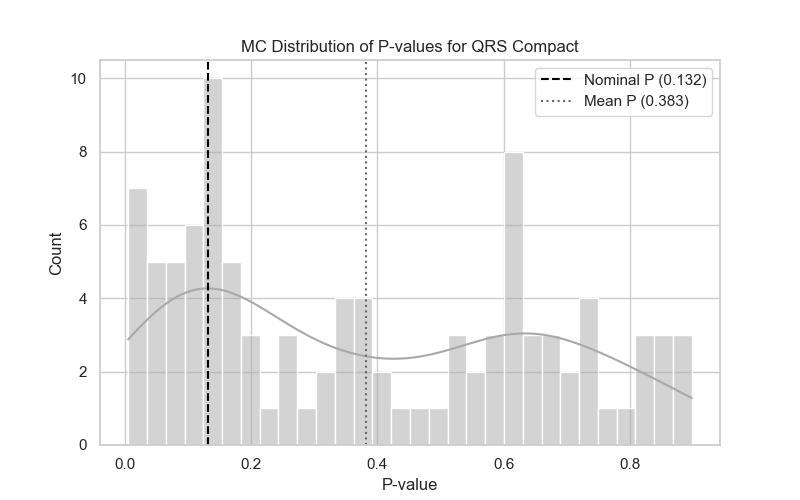 MC Distribution of P-values for QRS Compact
Nominal P (0.132)
Mean P (0.383)
10
8
6
4
2
0
Count
0.0 0.2 0.4 0.6 0.8
P-value